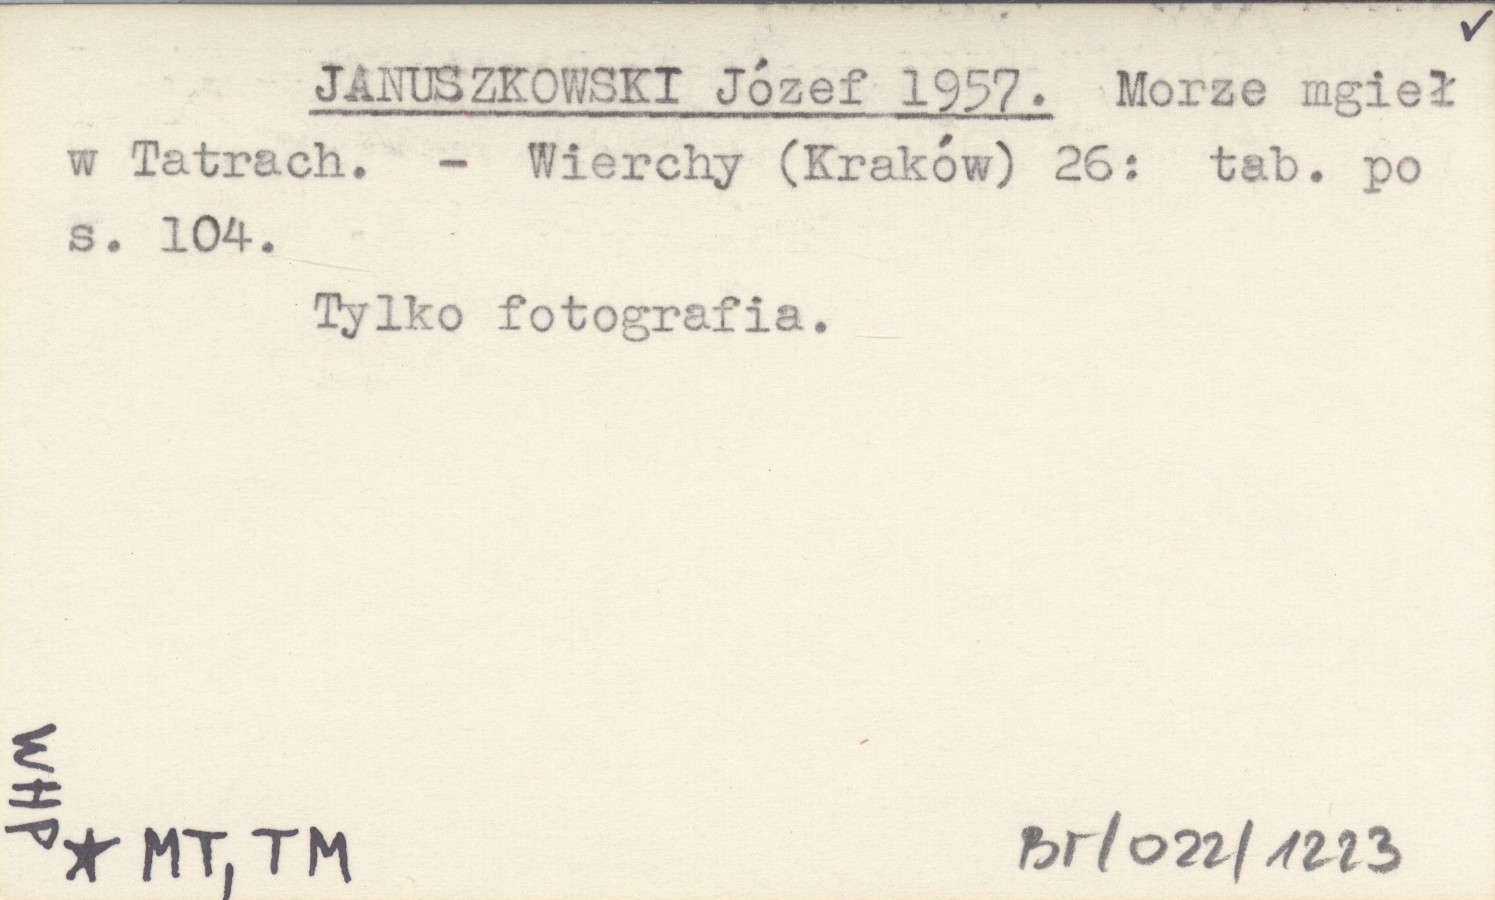 JANUSZKOWSKI Józef 1957. Morze mgieł
w Tatrach. - Wierchy (Kraków) 26: tab. po
s. 104.
Tylko fotografia.
WHP
★ MT, TM
BT/022/1223